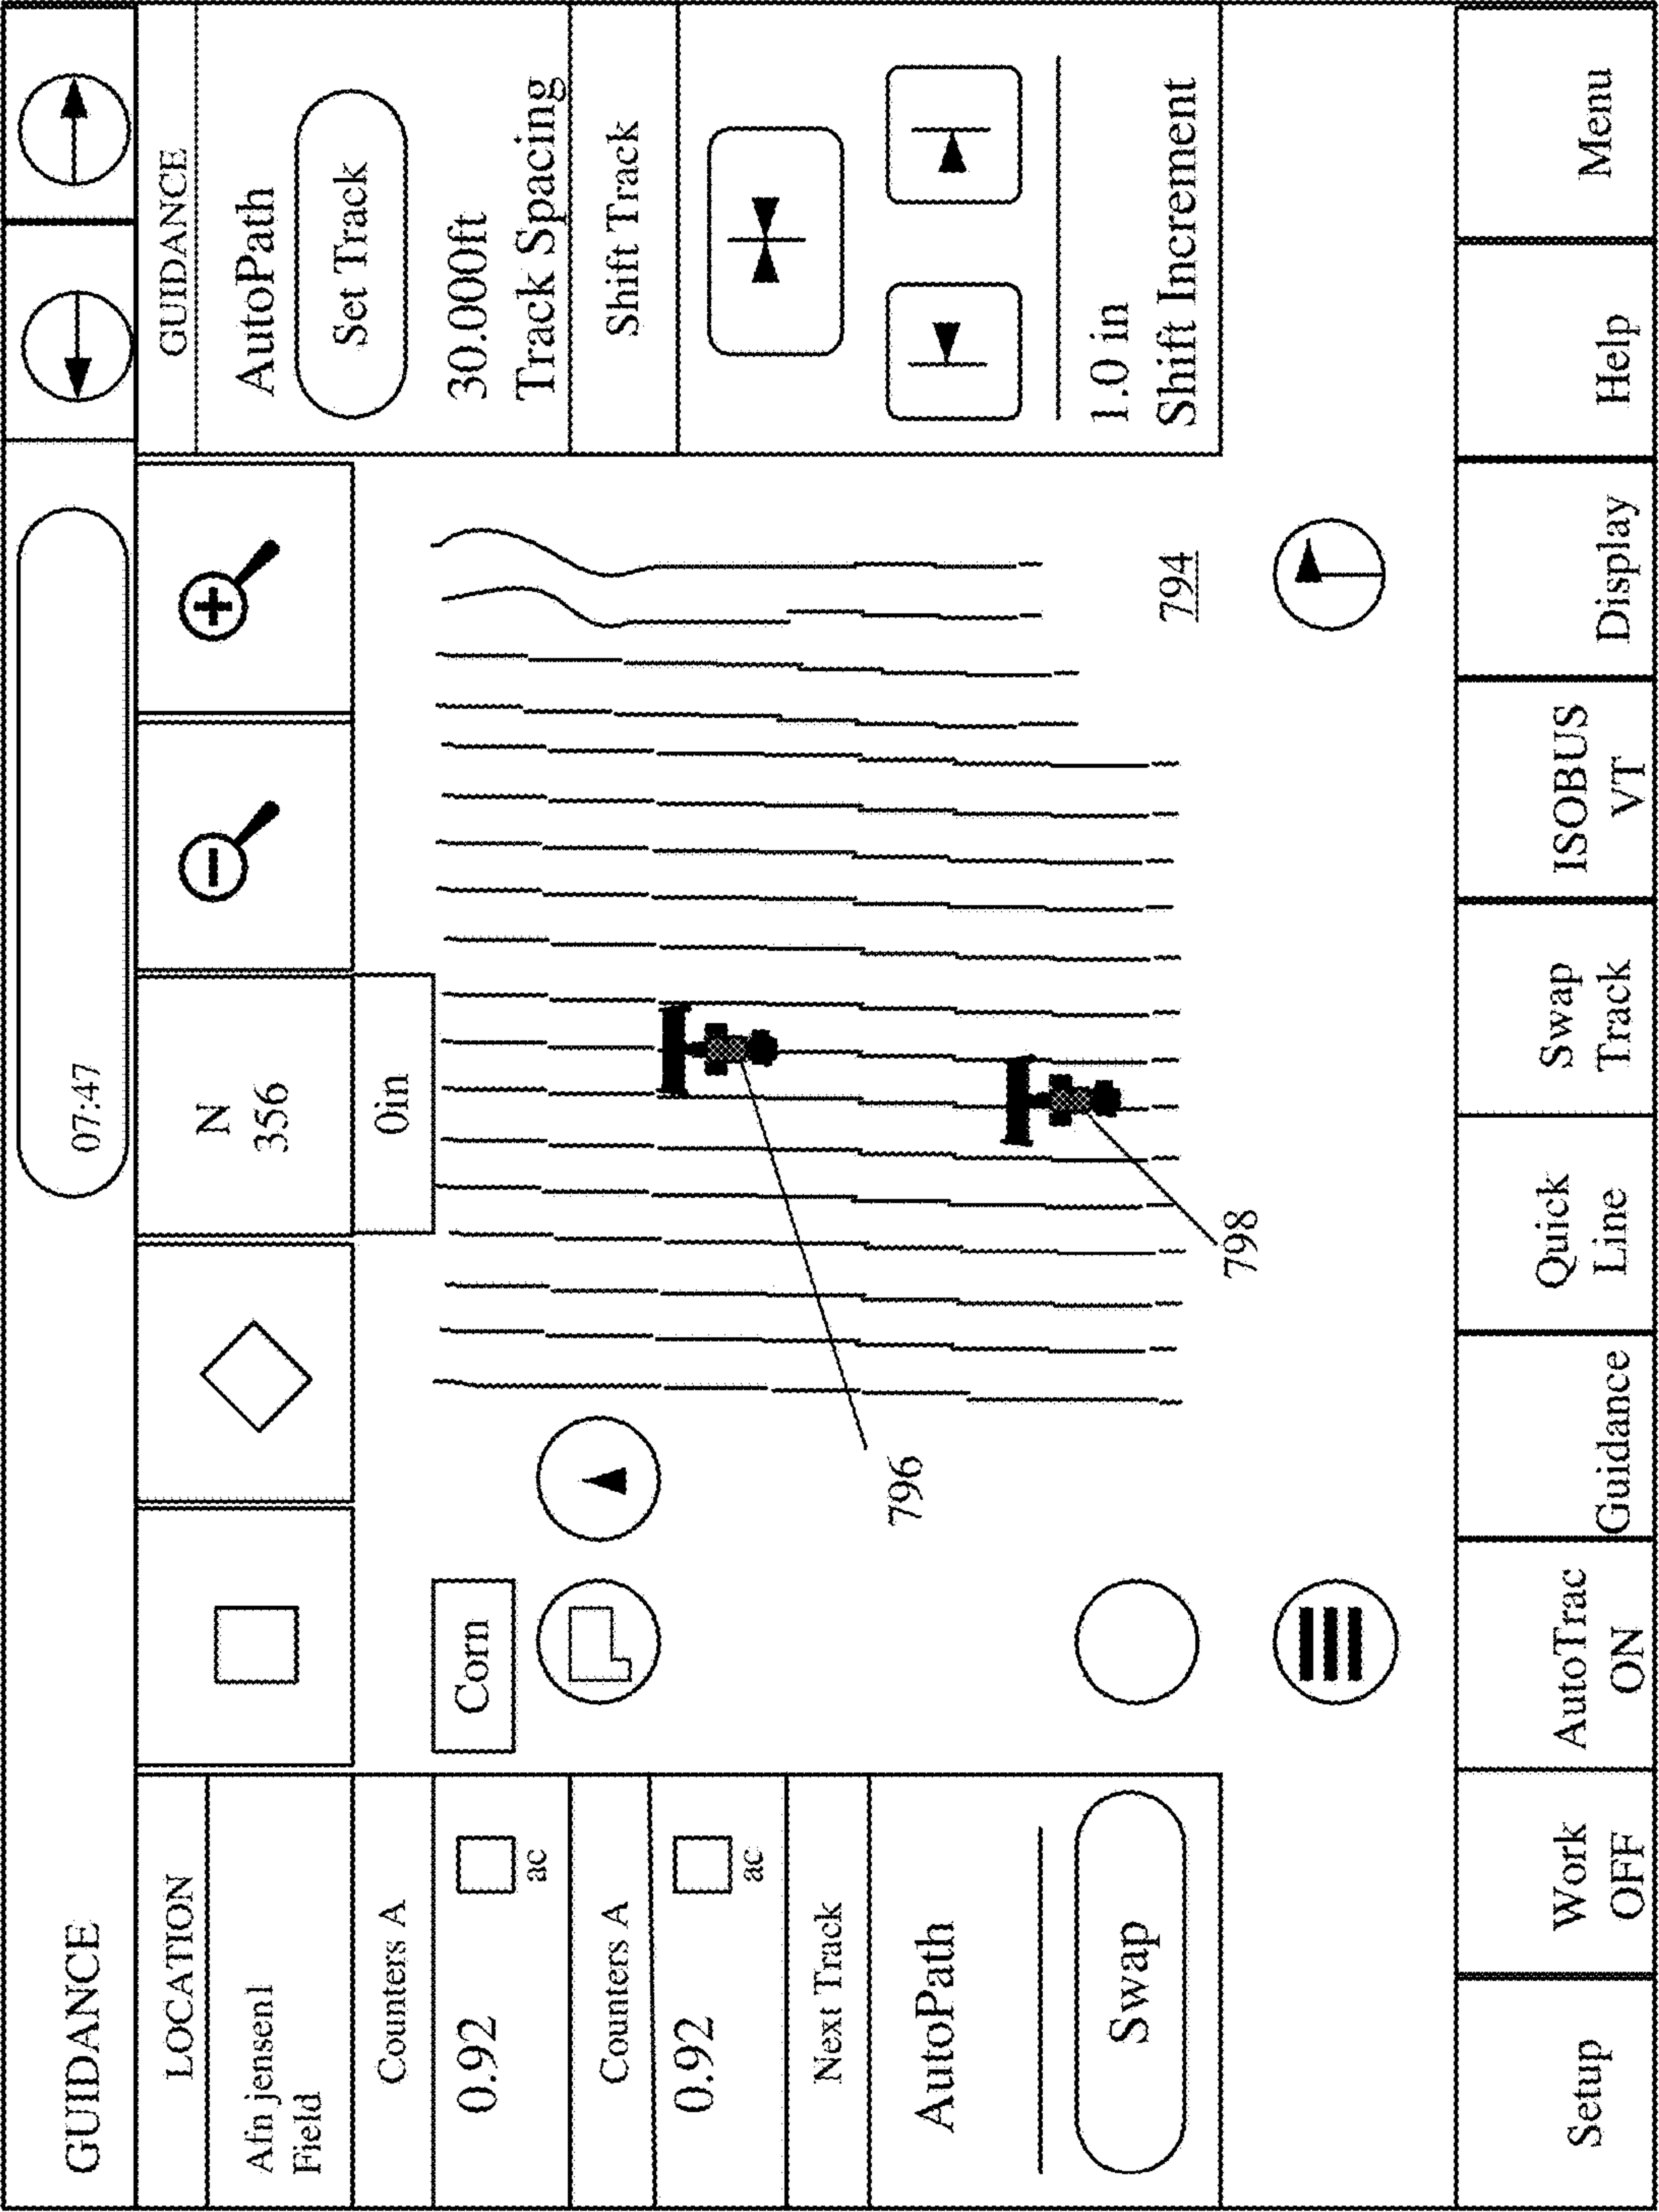 GUIDANCE
07:47
LOCATION
Afn jensen1
Field
Counters A
0.92
ac
Counters A
0.92
ac
Next Track
AutoPath
Swap
N
356
0in
Corn
796
798
794
GUIDANCE
AutoPath
Set Track
30.000ft
Track Spacing
Shift Track
1.0 in
Shift Increment
Setup
Work
OFF
AutoTrac
ON
Guidance
Quick
Line
Swap
Track
ISOBUS
VT
Display
Help
Menu